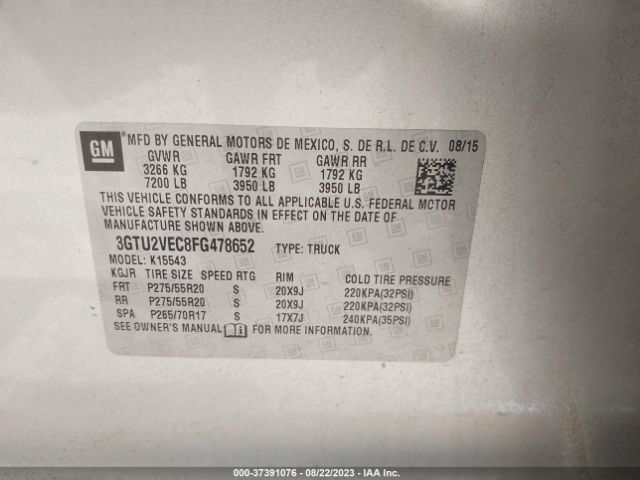 GM
®MFD BY GENERAL MOTORS DE MEXICO, S. DE R.L. DE C.V. 08/15
GVWR GAWR FRT GAWR RR
3266 KG 1792 KG 1792 KG
7200 LB 3950 LB 3950 LB
THIS VEHICLE CONFORMS TO ALL APPLICABLE U.S. FEDERAL MOTOR
VEHICLE SAFETY STANDARDS IN EFFECT ON THE DATE OF
MANUFACTURE SHOWN ABOVE.
3GTU2VEC8FG478652 TYPE: TRUCK
MODEL: K15543
KGJR TIRE SIZE SPEED RTG RIM COLD TIRE PRESSURE
FRT P275/55R20 S 20X9J 220KPA(32PSI)
RR P275/55R20 S 20X9J 220KPA(32PSI)
SPA P265/70R17 S 17X7J 240KPA(35PSI)
SEE OWNER'S MANUAL FOR MORE INFORMATION.
000-37391076 - 08/22/2023 - IAA Inc.